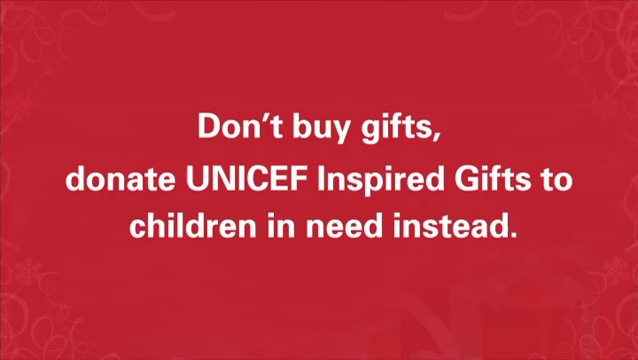 Don't buy gifts,
donate UNICEF Inspired Gifts to
children in need instead.